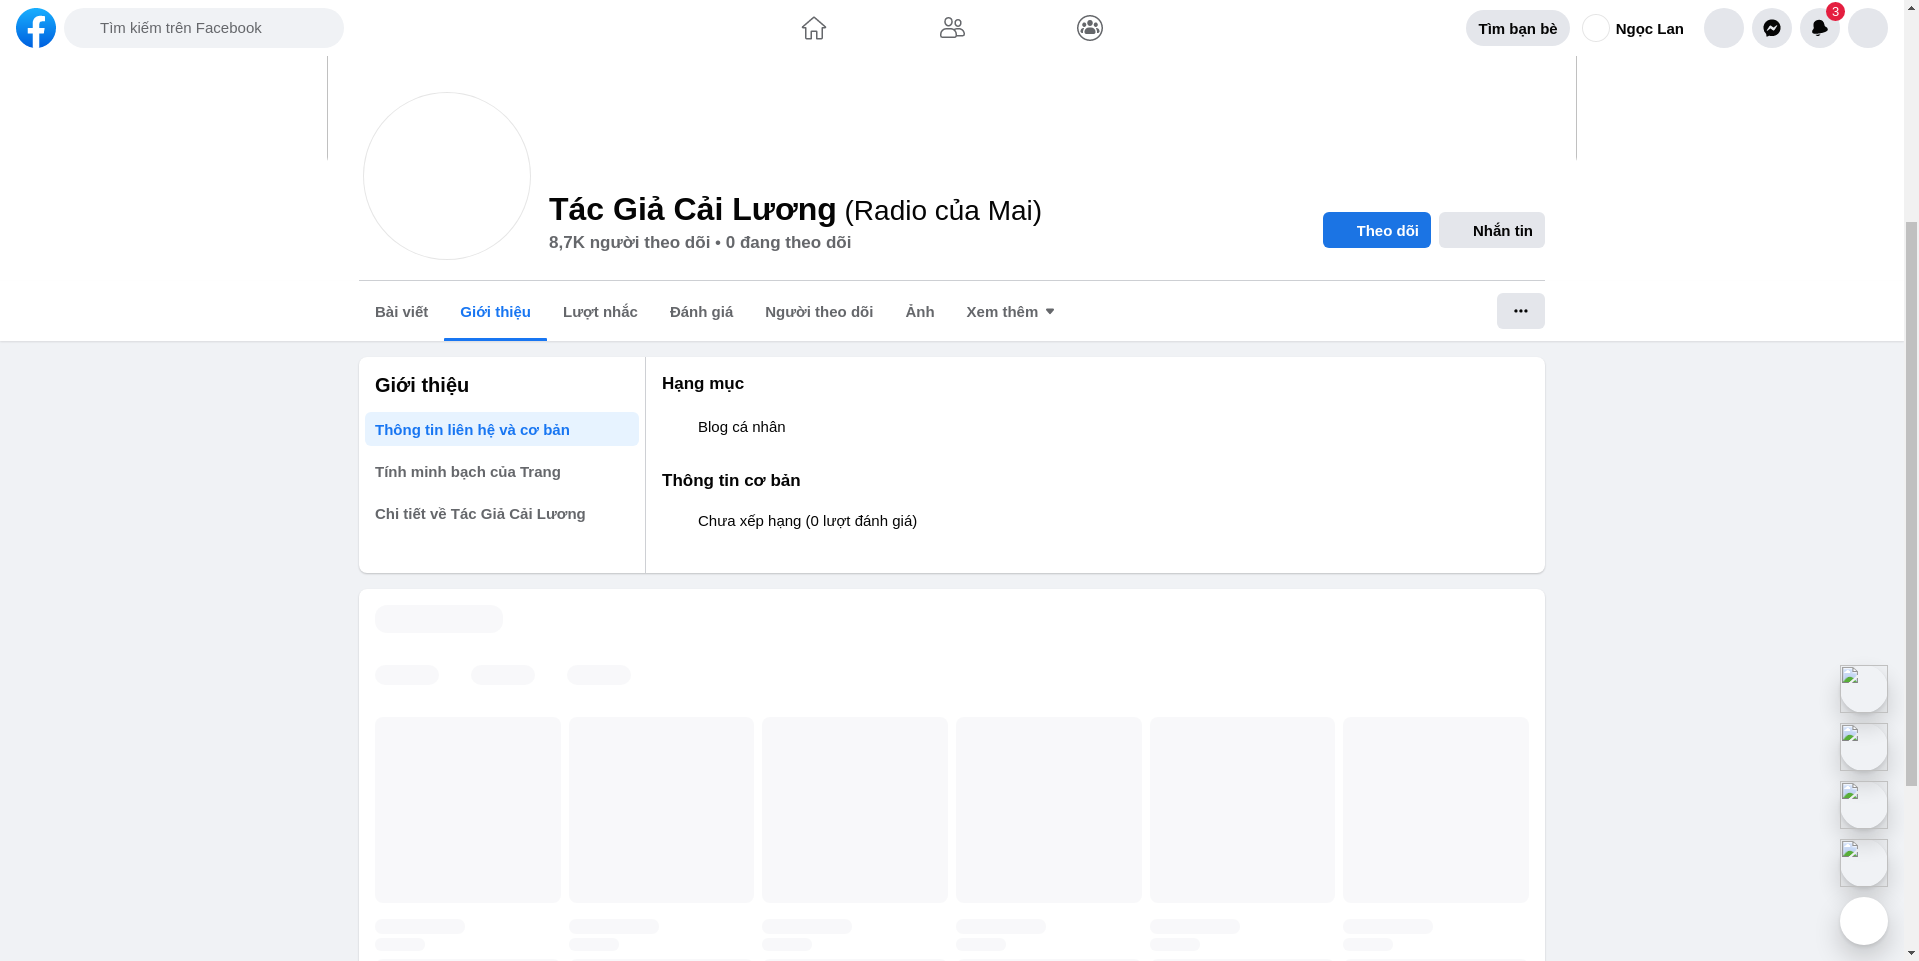 Tìm kiếm trên Facebook
Tìm bạn bè
Ngọc Lan
3
Tác Giả Cải Lương (Radio của Mai)
8,7K người theo dõi • 0 đang theo dõi
Theo dõi
Nhắn tin
Bài viết
Giới thiệu
Lượt nhắc
Đánh giá
Người theo dõi
Ảnh
Xem thêm
Giới thiệu
Thông tin liên hệ và cơ bản
Tính minh bạch của Trang
Chi tiết về Tác Giả Cải Lương
Hạng mục
Blog cá nhân
Thông tin cơ bản
Chưa xếp hạng (0 lượt đánh giá)